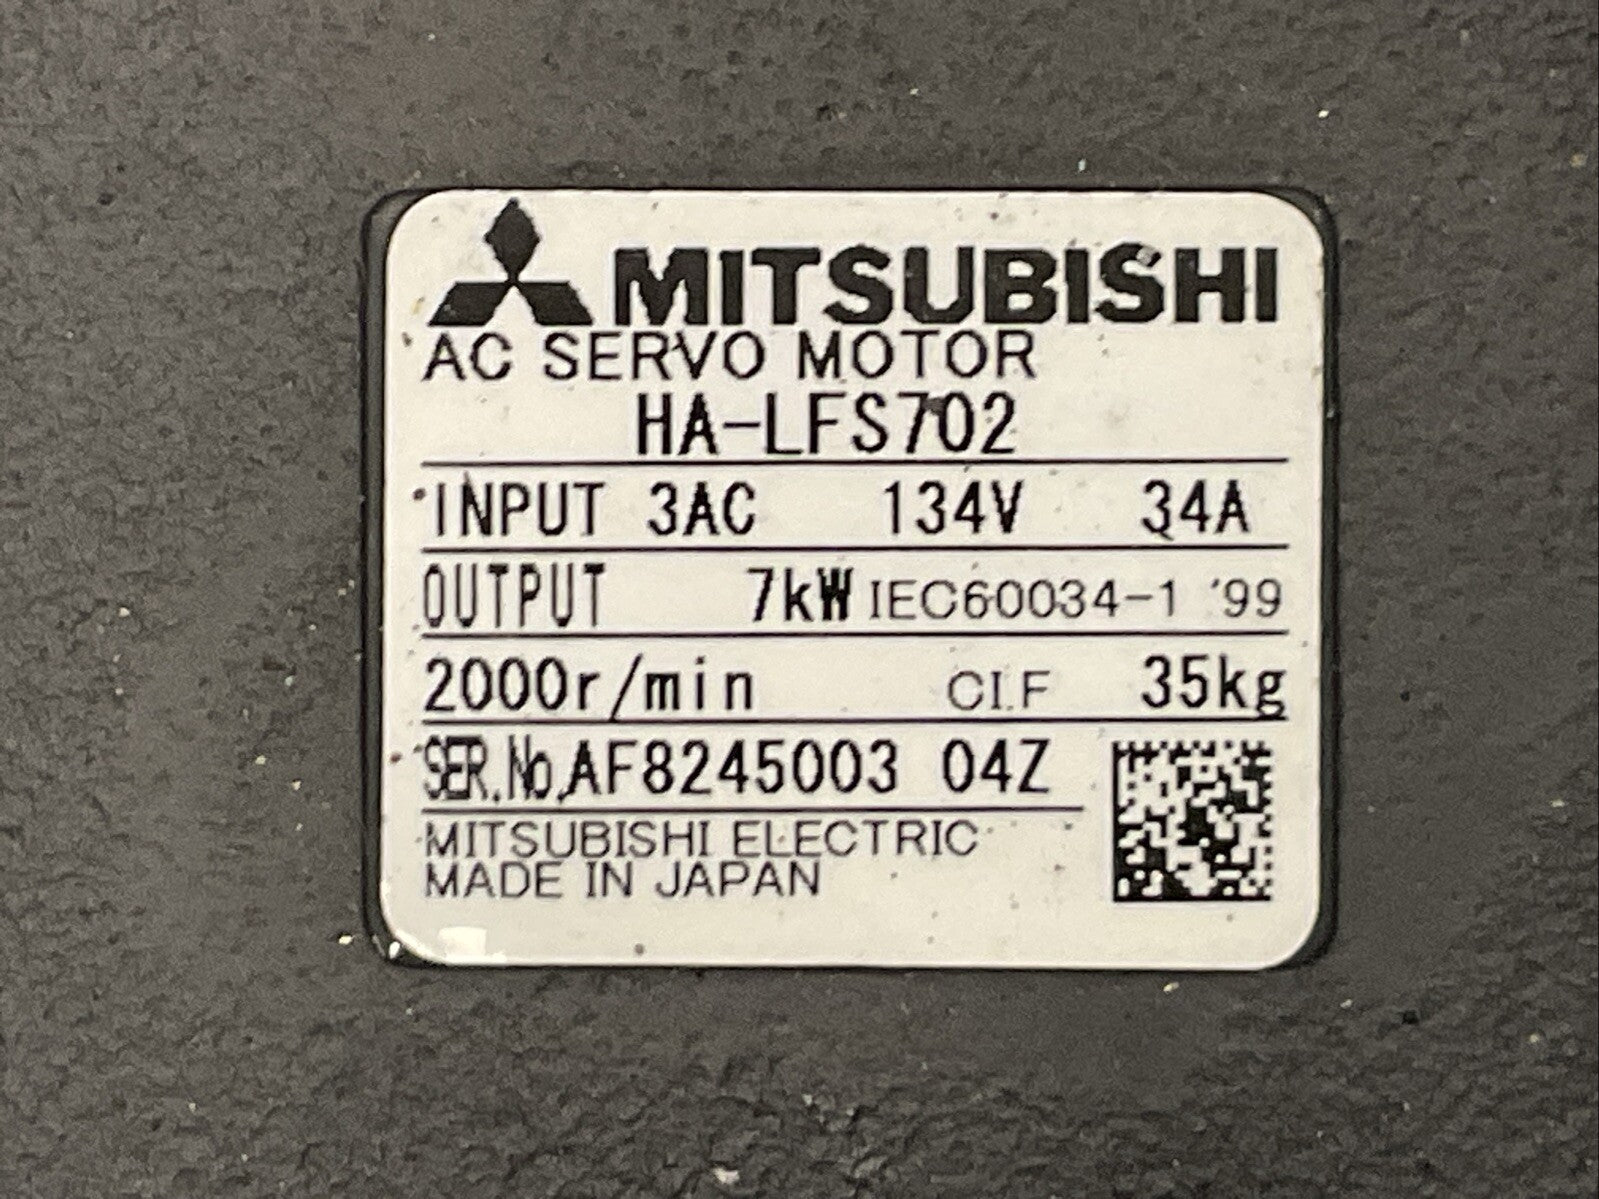 MITSUBISHI
AC SERVO MOTOR
HA-LFS702
INPUT 3AC 134V 34A
OUTPUT 7kW IEC60034-1 '99
2000r/min CI.F 35kg
SER.No.AF8245003 04Z
MITSUBISHI ELECTRIC
MADE IN JAPAN